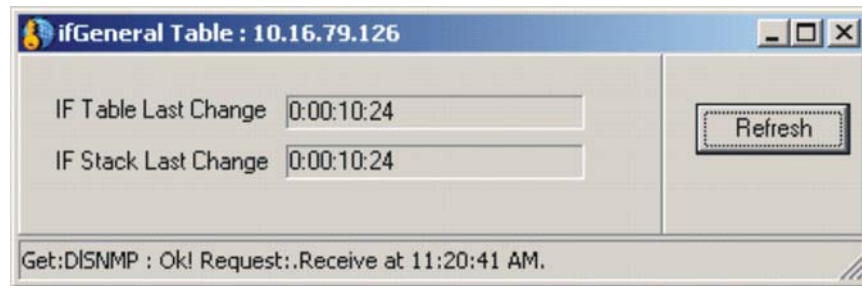 ifGeneral Table : 10.16.79.126
IF Table Last Change 0:00:10:24
Refresh
IF Stack Last Change 0:00:10:24
Get:DlSNMP : Ok! Request:.Receive at 11:20:41 AM.